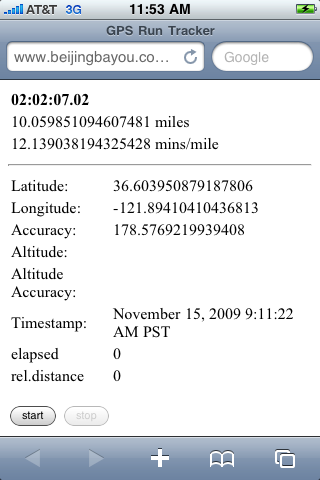 AT&T 3G 11:53 AM
GPS Run Tracker
www.beijingbayou.co... Google
02:02:07.02
10.059851094607481 miles
12.139038194325428 mins/mile
Latitude: 36.603950879187806
Longitude: -121.89410410436813
Accuracy: 178.5769219939408
Altitude:
Altitude
Accuracy:
Timestamp: November 15, 2009 9:11:22
AM PST
elapsed 0
rel.distance 0
start stop